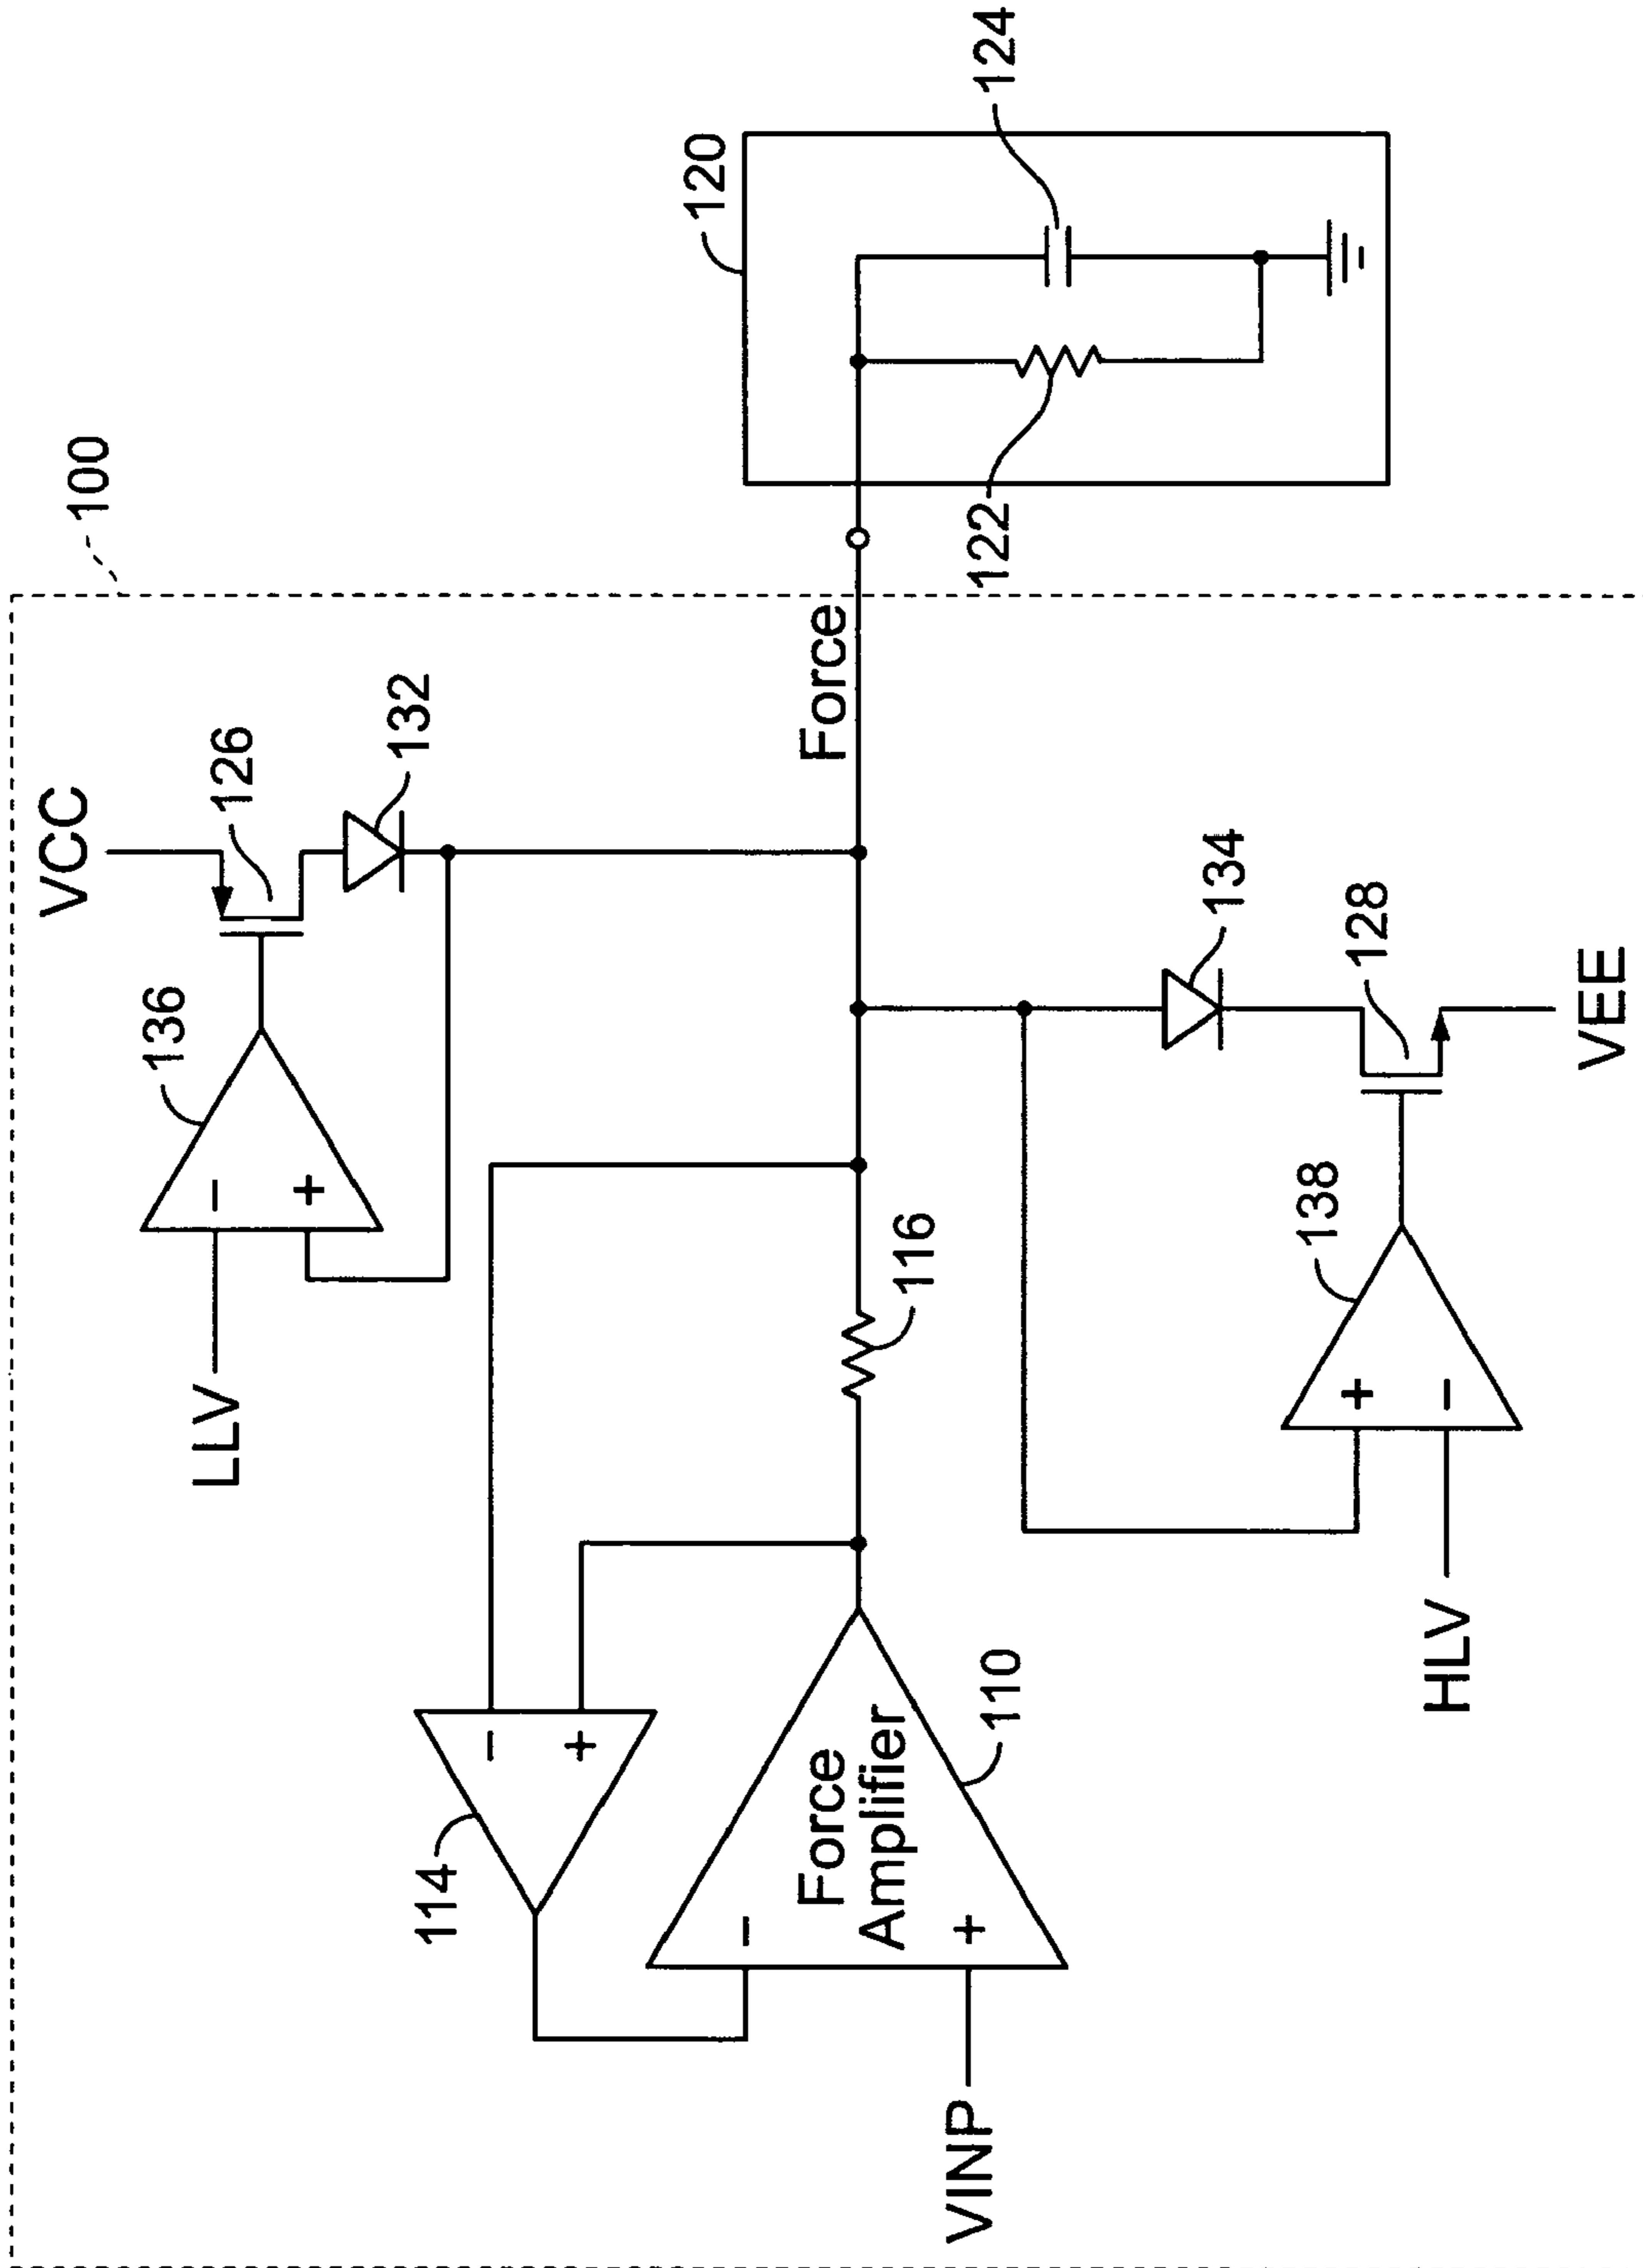 100
VCC
126
132
136
LLV
-
+
Force
120
124
122
114
-
+
116
Force
Amplifier
-
+
110
VINP
134
128
VEE
138
+
-
HLV